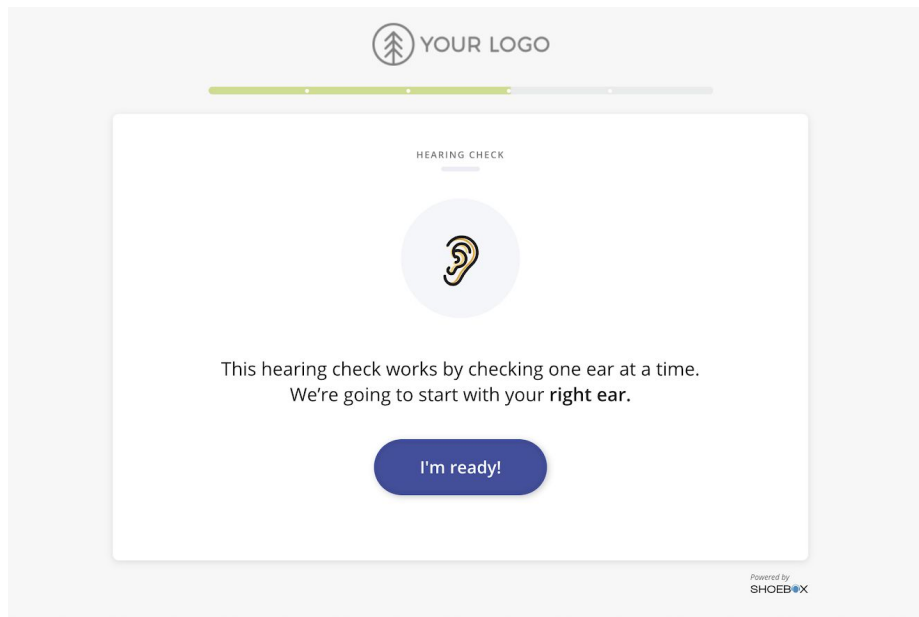 YOUR LOGO
HEARING CHECK
This hearing check works by checking one ear at a time.
We’re going to start with your right ear.
I'm ready!
Powered by
SHOEBOX